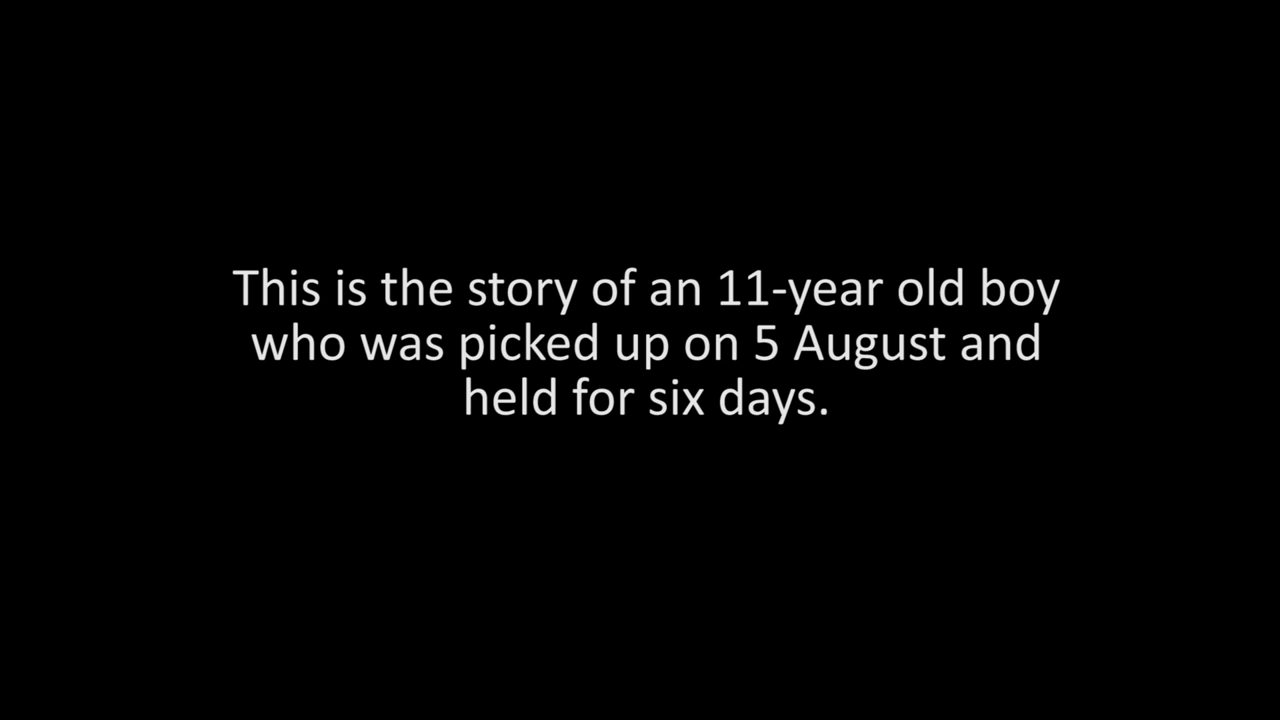 This is the story of an 11-year old boy
who was picked up on 5 August and
held for six days.